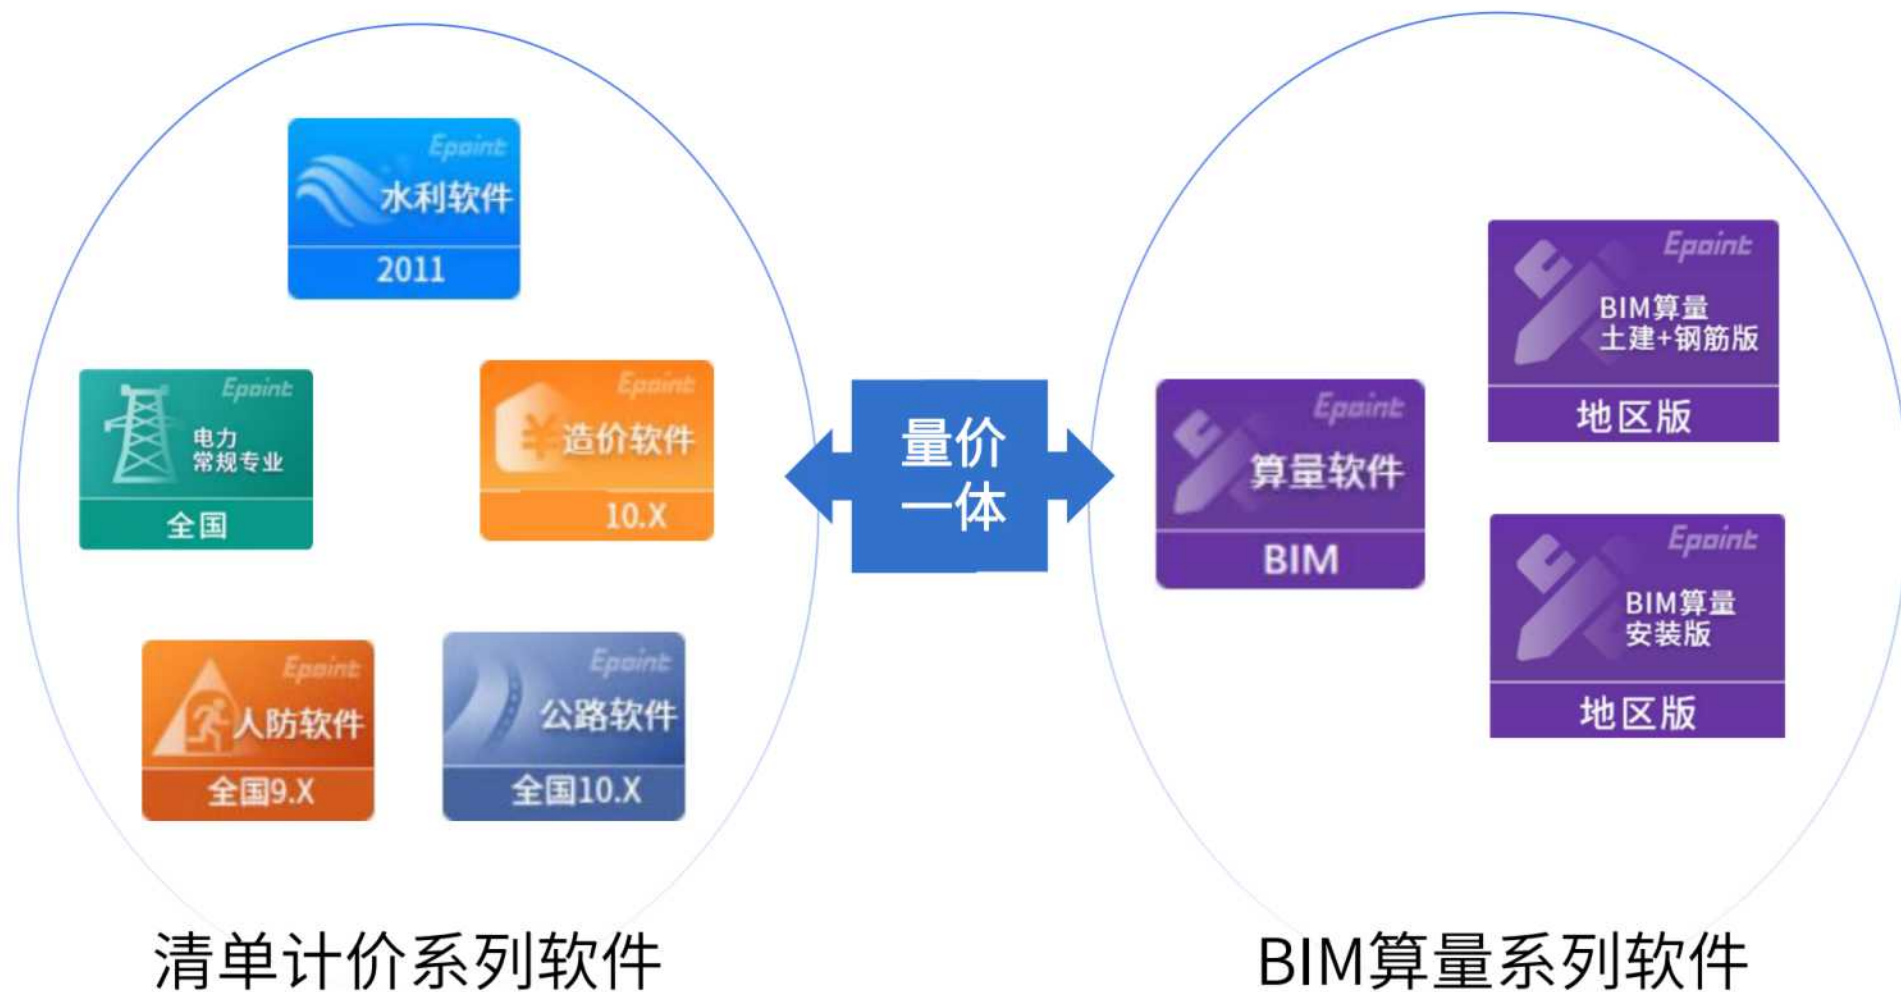 Epoint
水利软件
2011
Epoint
电力
常规专业
全国
Epoint
造价软件
10.X
Epoint
人防软件
全国9.X
Epoint
公路软件
全国10.X
清单计价系列软件
量价
一体
Epoint
算量软件
BIM
Epoint
BIM算量
土建+钢筋版
地区版
Epoint
BIM算量
安装版
地区版
BIM算量系列软件